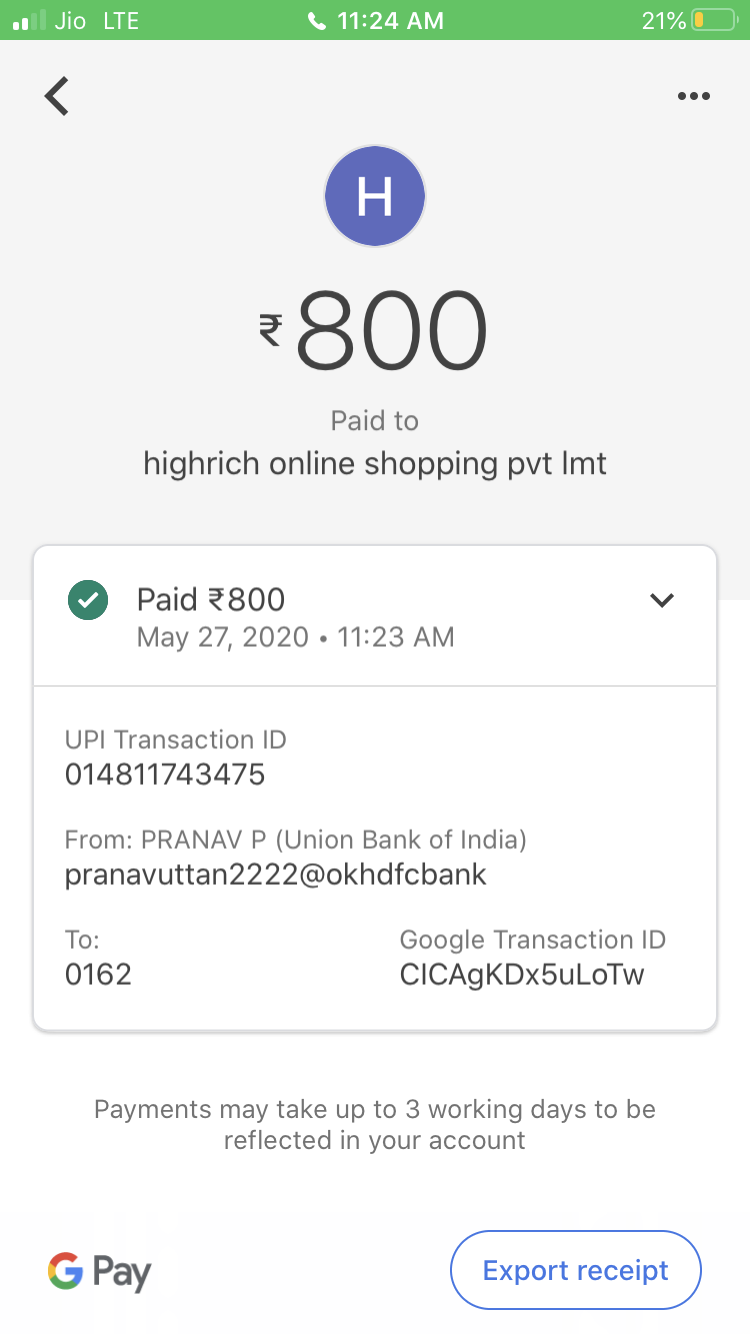 Jio LTE 11:24 AM 21%
H
₹800
Paid to
highrich online shopping pvt lmt
Paid ₹800
May 27, 2020 • 11:23 AM
UPI Transaction ID
014811743475
From: PRANAV P (Union Bank of India)
pranavuttan2222@okhdfcbank
To:
0162
Google Transaction ID
CICAgKDx5uLoTw
Payments may take up to 3 working days to be
reflected in your account
G Pay
Export receipt